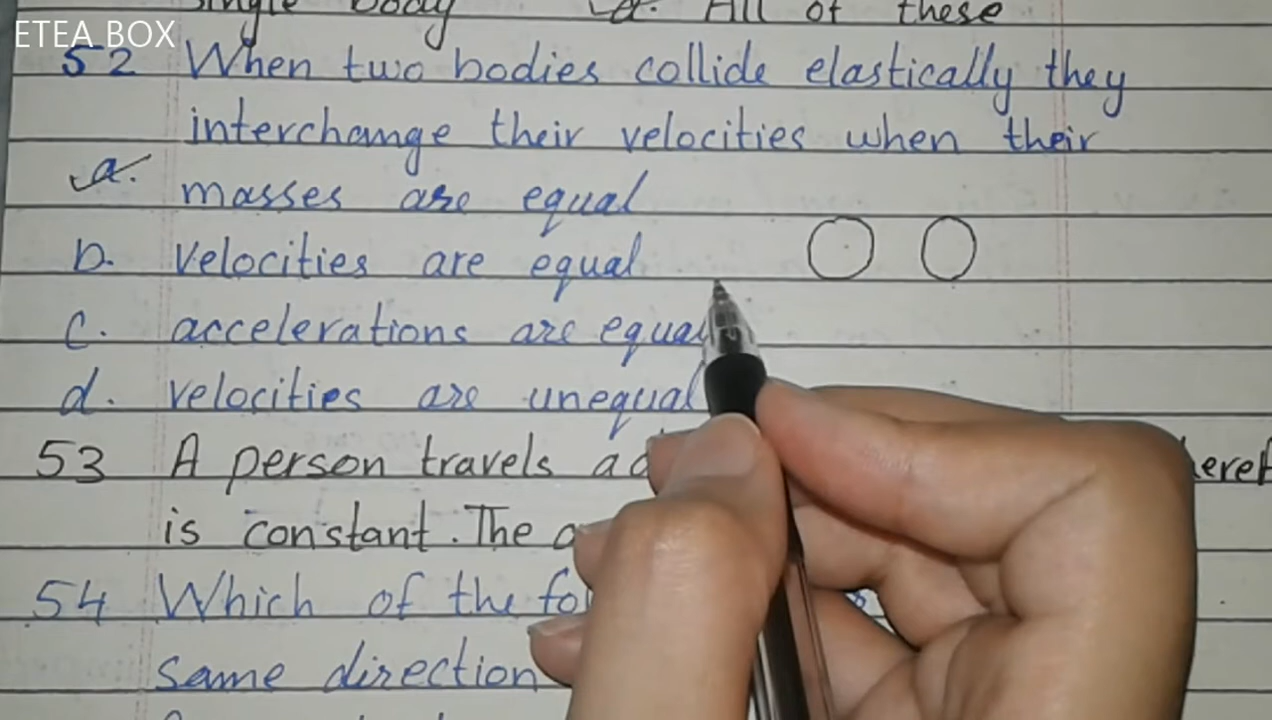 single body d. All of these
ETEA BOX
52 When two bodies collide elastically they
interchange their velocities when their
a. masses are equal
b. velocities are equal
c. accelerations are equal
d. velocities are unequal
53 A person travels
is constant. The
54 Which of the
same direction